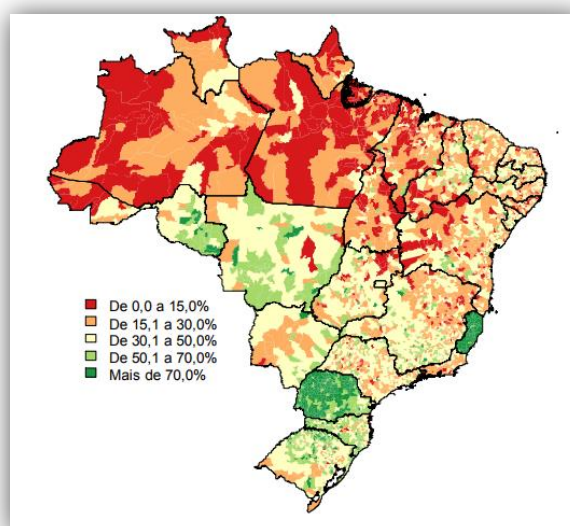 De 0,0 a 15,0%
De 15,1 a 30,0%
De 30,1 a 50,0%
De 50,1 a 70,0%
Mais de 70,0%